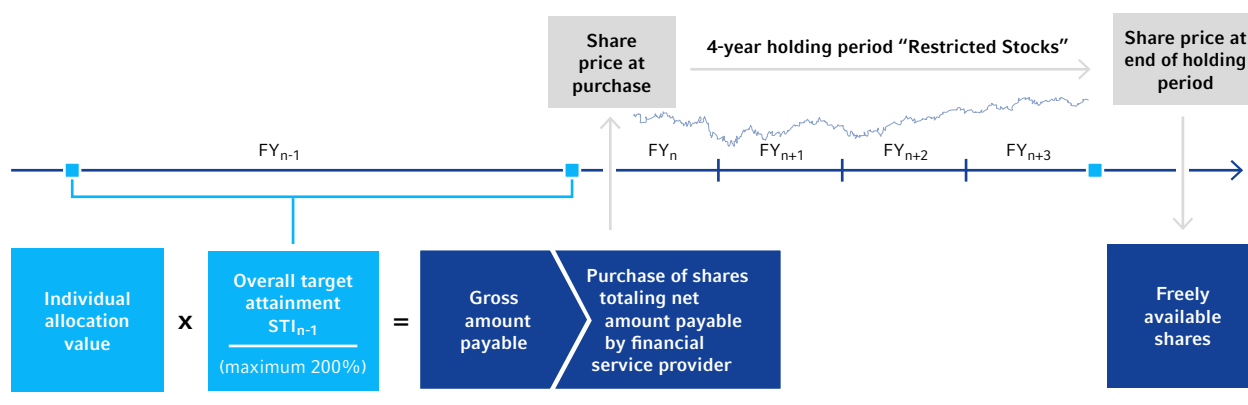 Share
price at
purchase
4-year holding period “Restricted Stocks”
Share price at
end of holding
period
FYn-1
FYn
FYn+1
FYn+2
FYn+3
Individual
allocation
value
x
Overall target
attainment
STIn-1
(maximum 200%)
=
Gross
amount
payable
Purchase of shares
totaling net
amount payable
by financial
service provider
Freely
available
shares